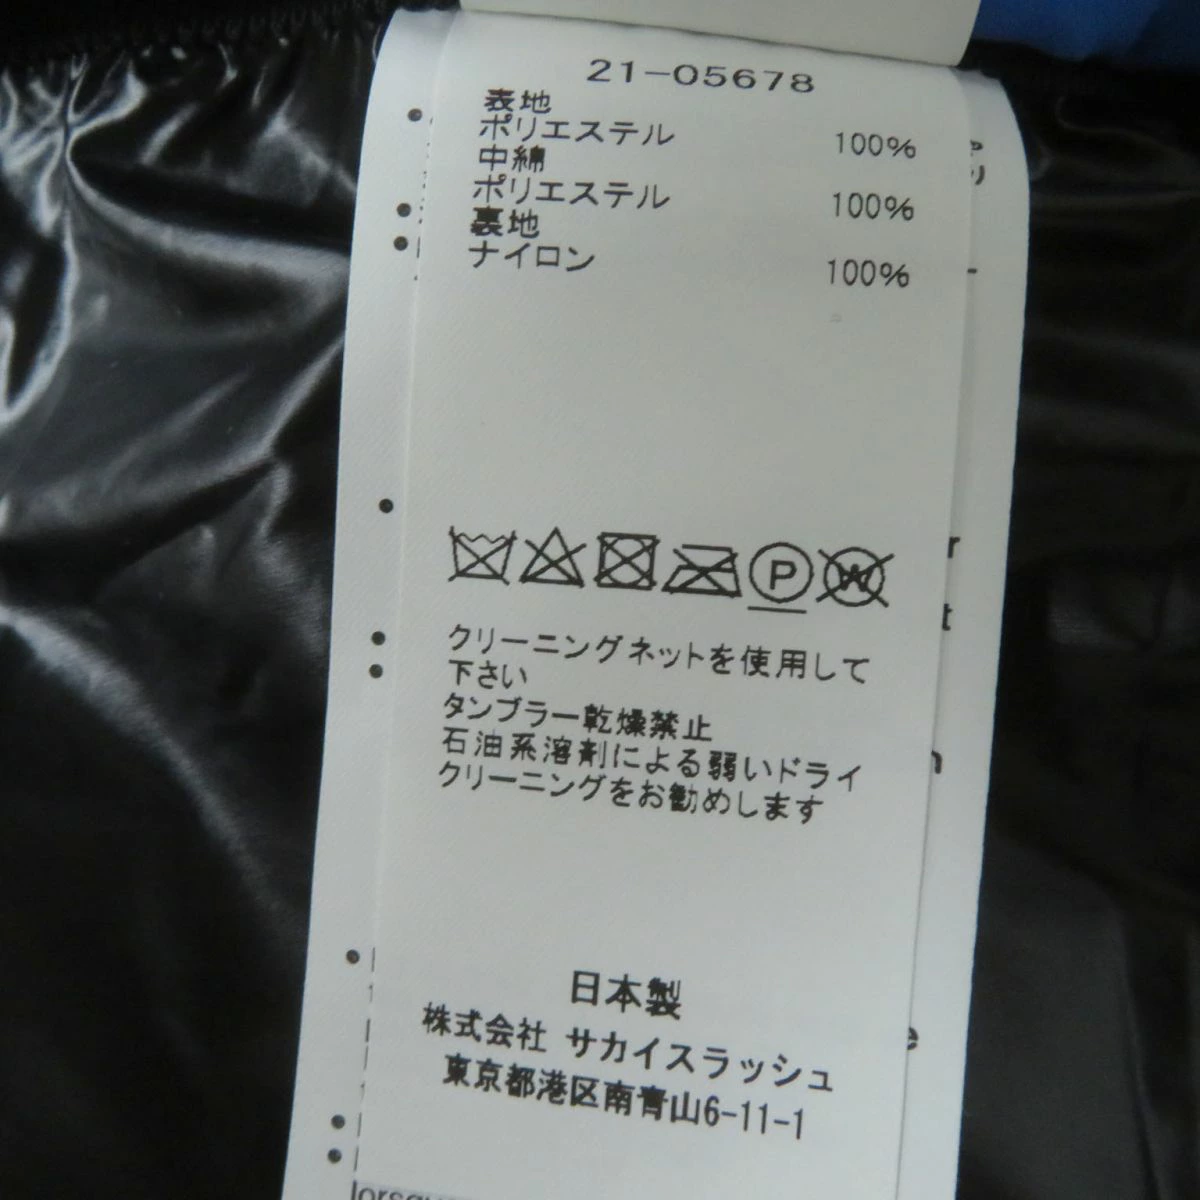 21-05678
表地
ポリエステル 100%
中綿
ポリエステル 100%
裏地
ナイロン 100%
P W
クリーニングネットを使用して
下さい
タンブラー乾燥禁止
石油系溶剤による弱いドライ
クリーニングをお勧めします
日本製
株式会社 サカイスラッシュ
東京都港区南青山6-11-1